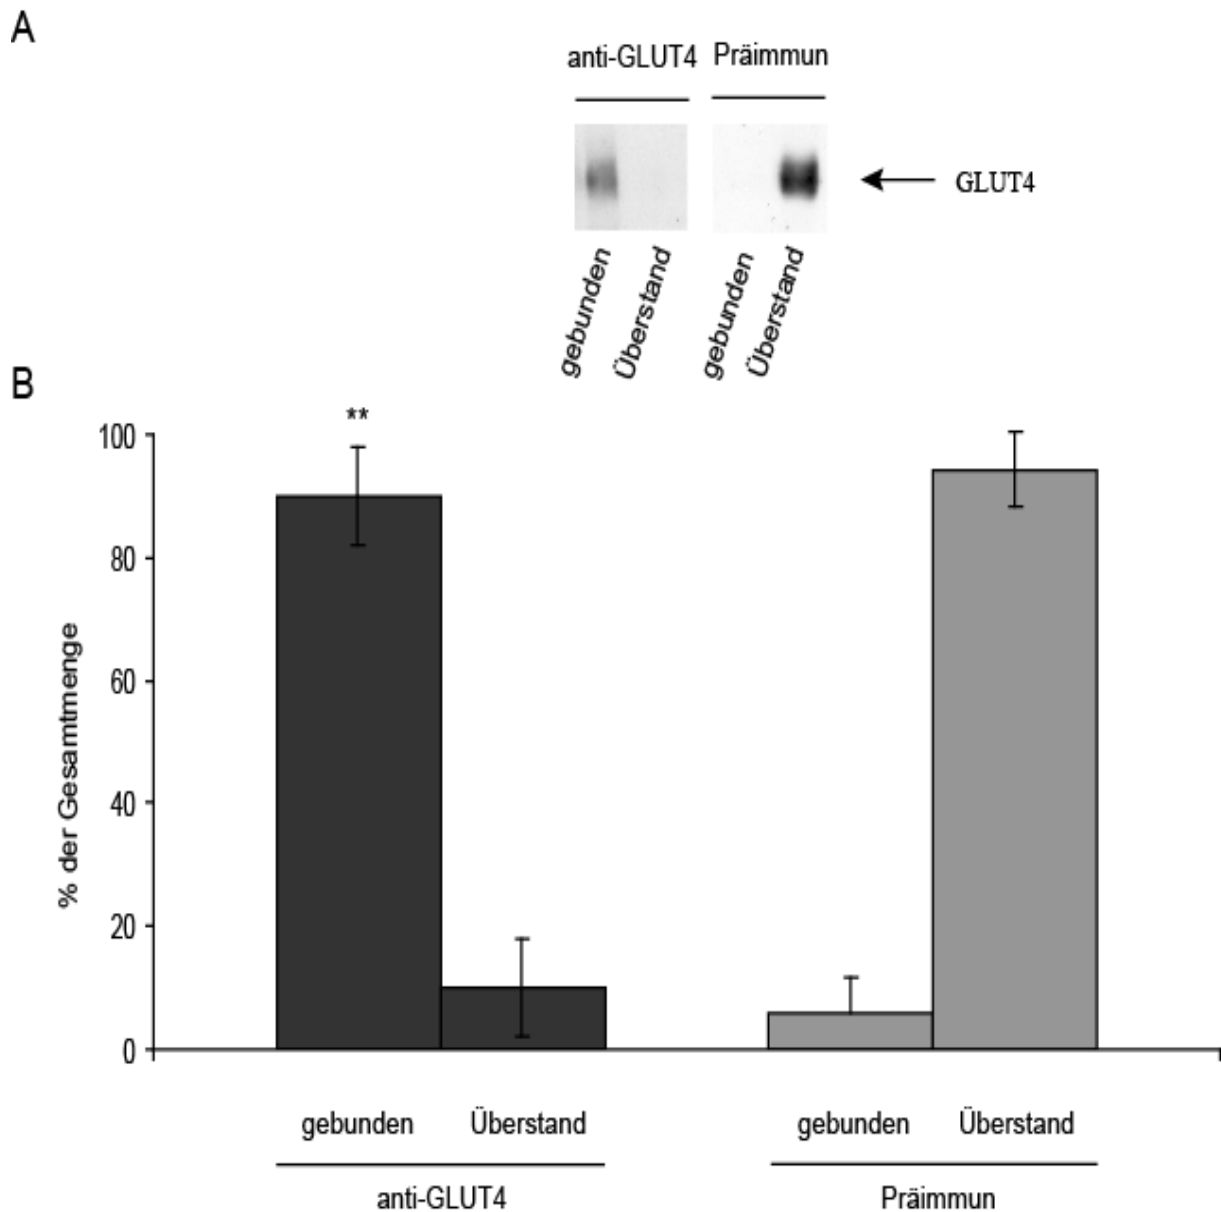 A
anti-GLUT4 Präimmun
GLUT4
gebunden
Überstand
gebunden
Überstand
B
**
100
80
60
40
20
0
% der Gesamtmenge
gebunden Überstand gebunden Überstand
anti-GLUT4 Präimmun